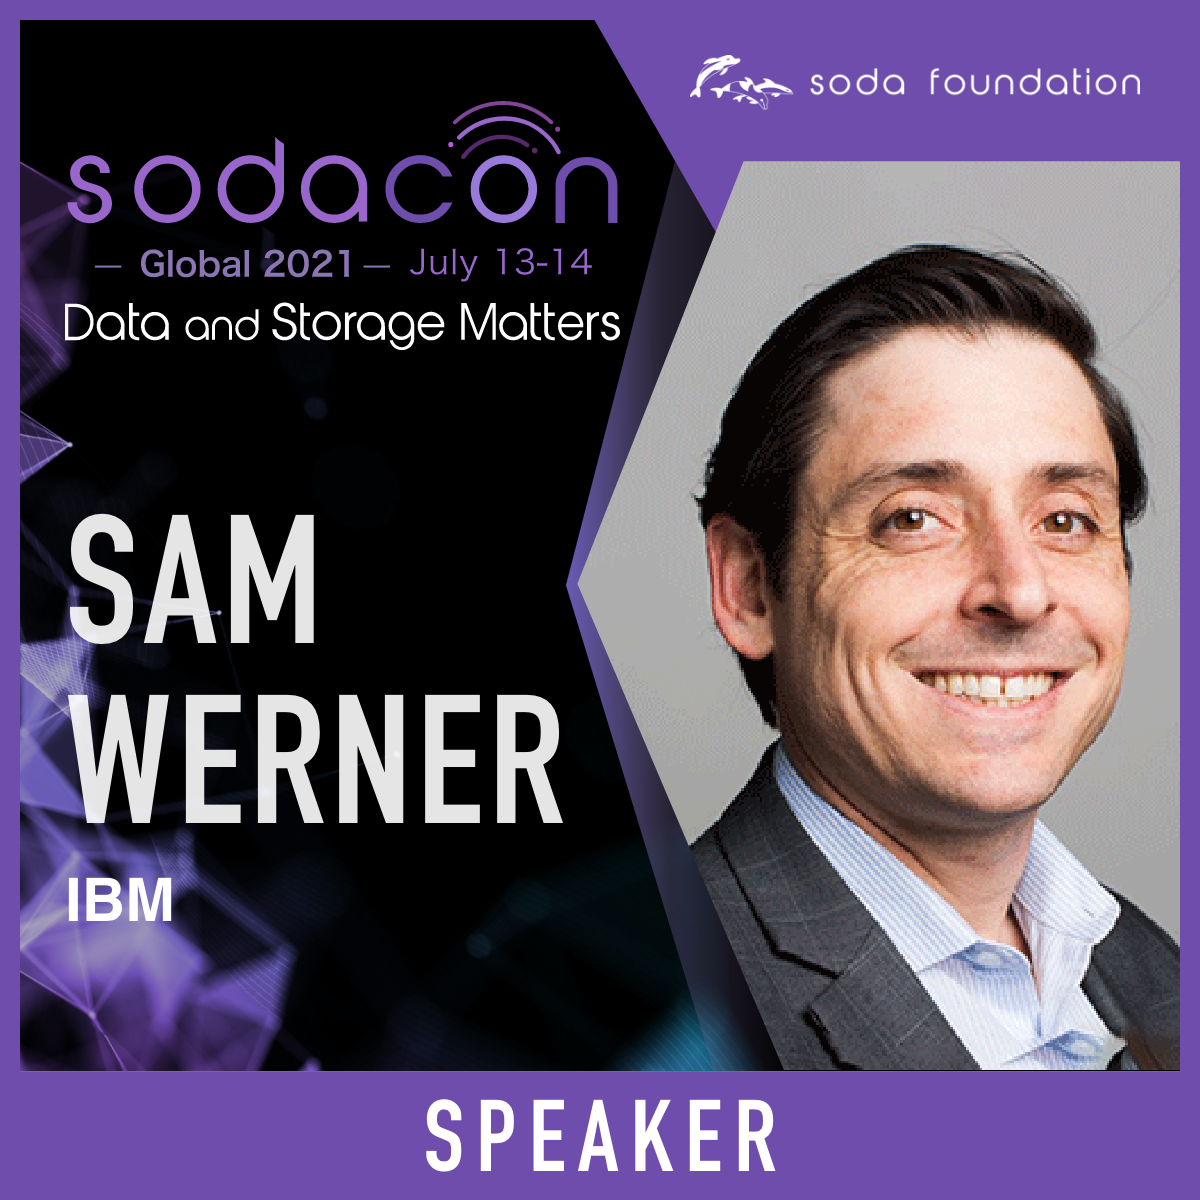 soda foundation
sodacon
— Global 2021 — July 13-14
Data and Storage Matters
SAM
WERNER
IBM
SPEAKER